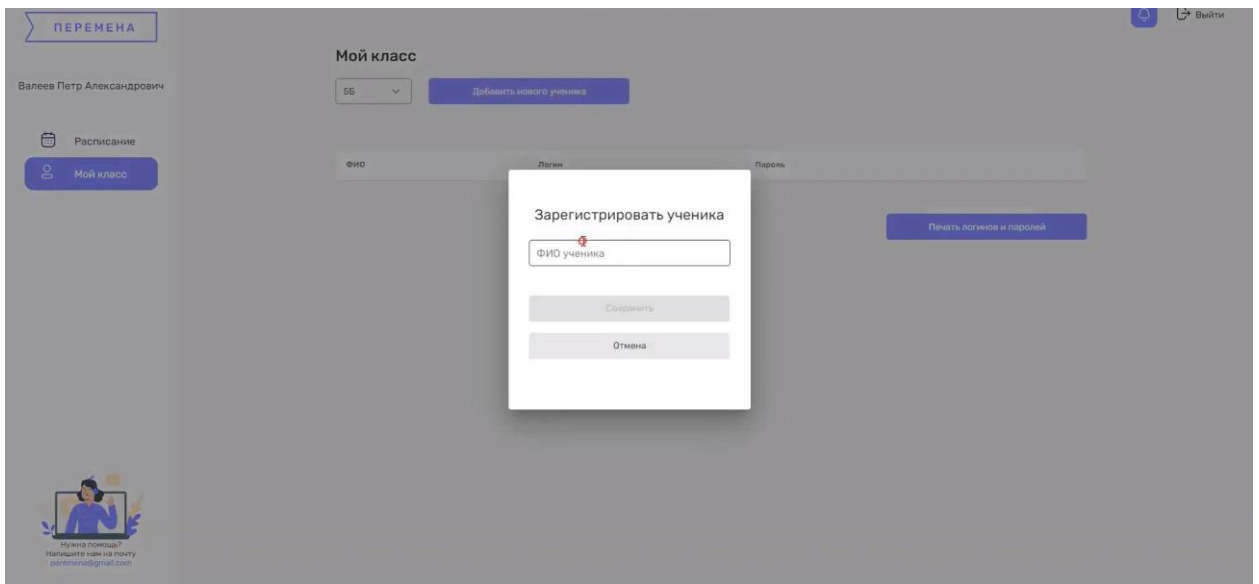 ПЕРЕМЕНА
Выйти
Мой класс
Валеев Петр Александрович
5Б
Добавить нового ученика
Расписание
Мой класс
ФИО
Логин
Пароль
Зарегистрировать ученика
Печать логинов и паролей
ФИО ученика
Сохранить
Отмена
Нужна помощь?
Напишите нам на почту
peremena@gmail.com